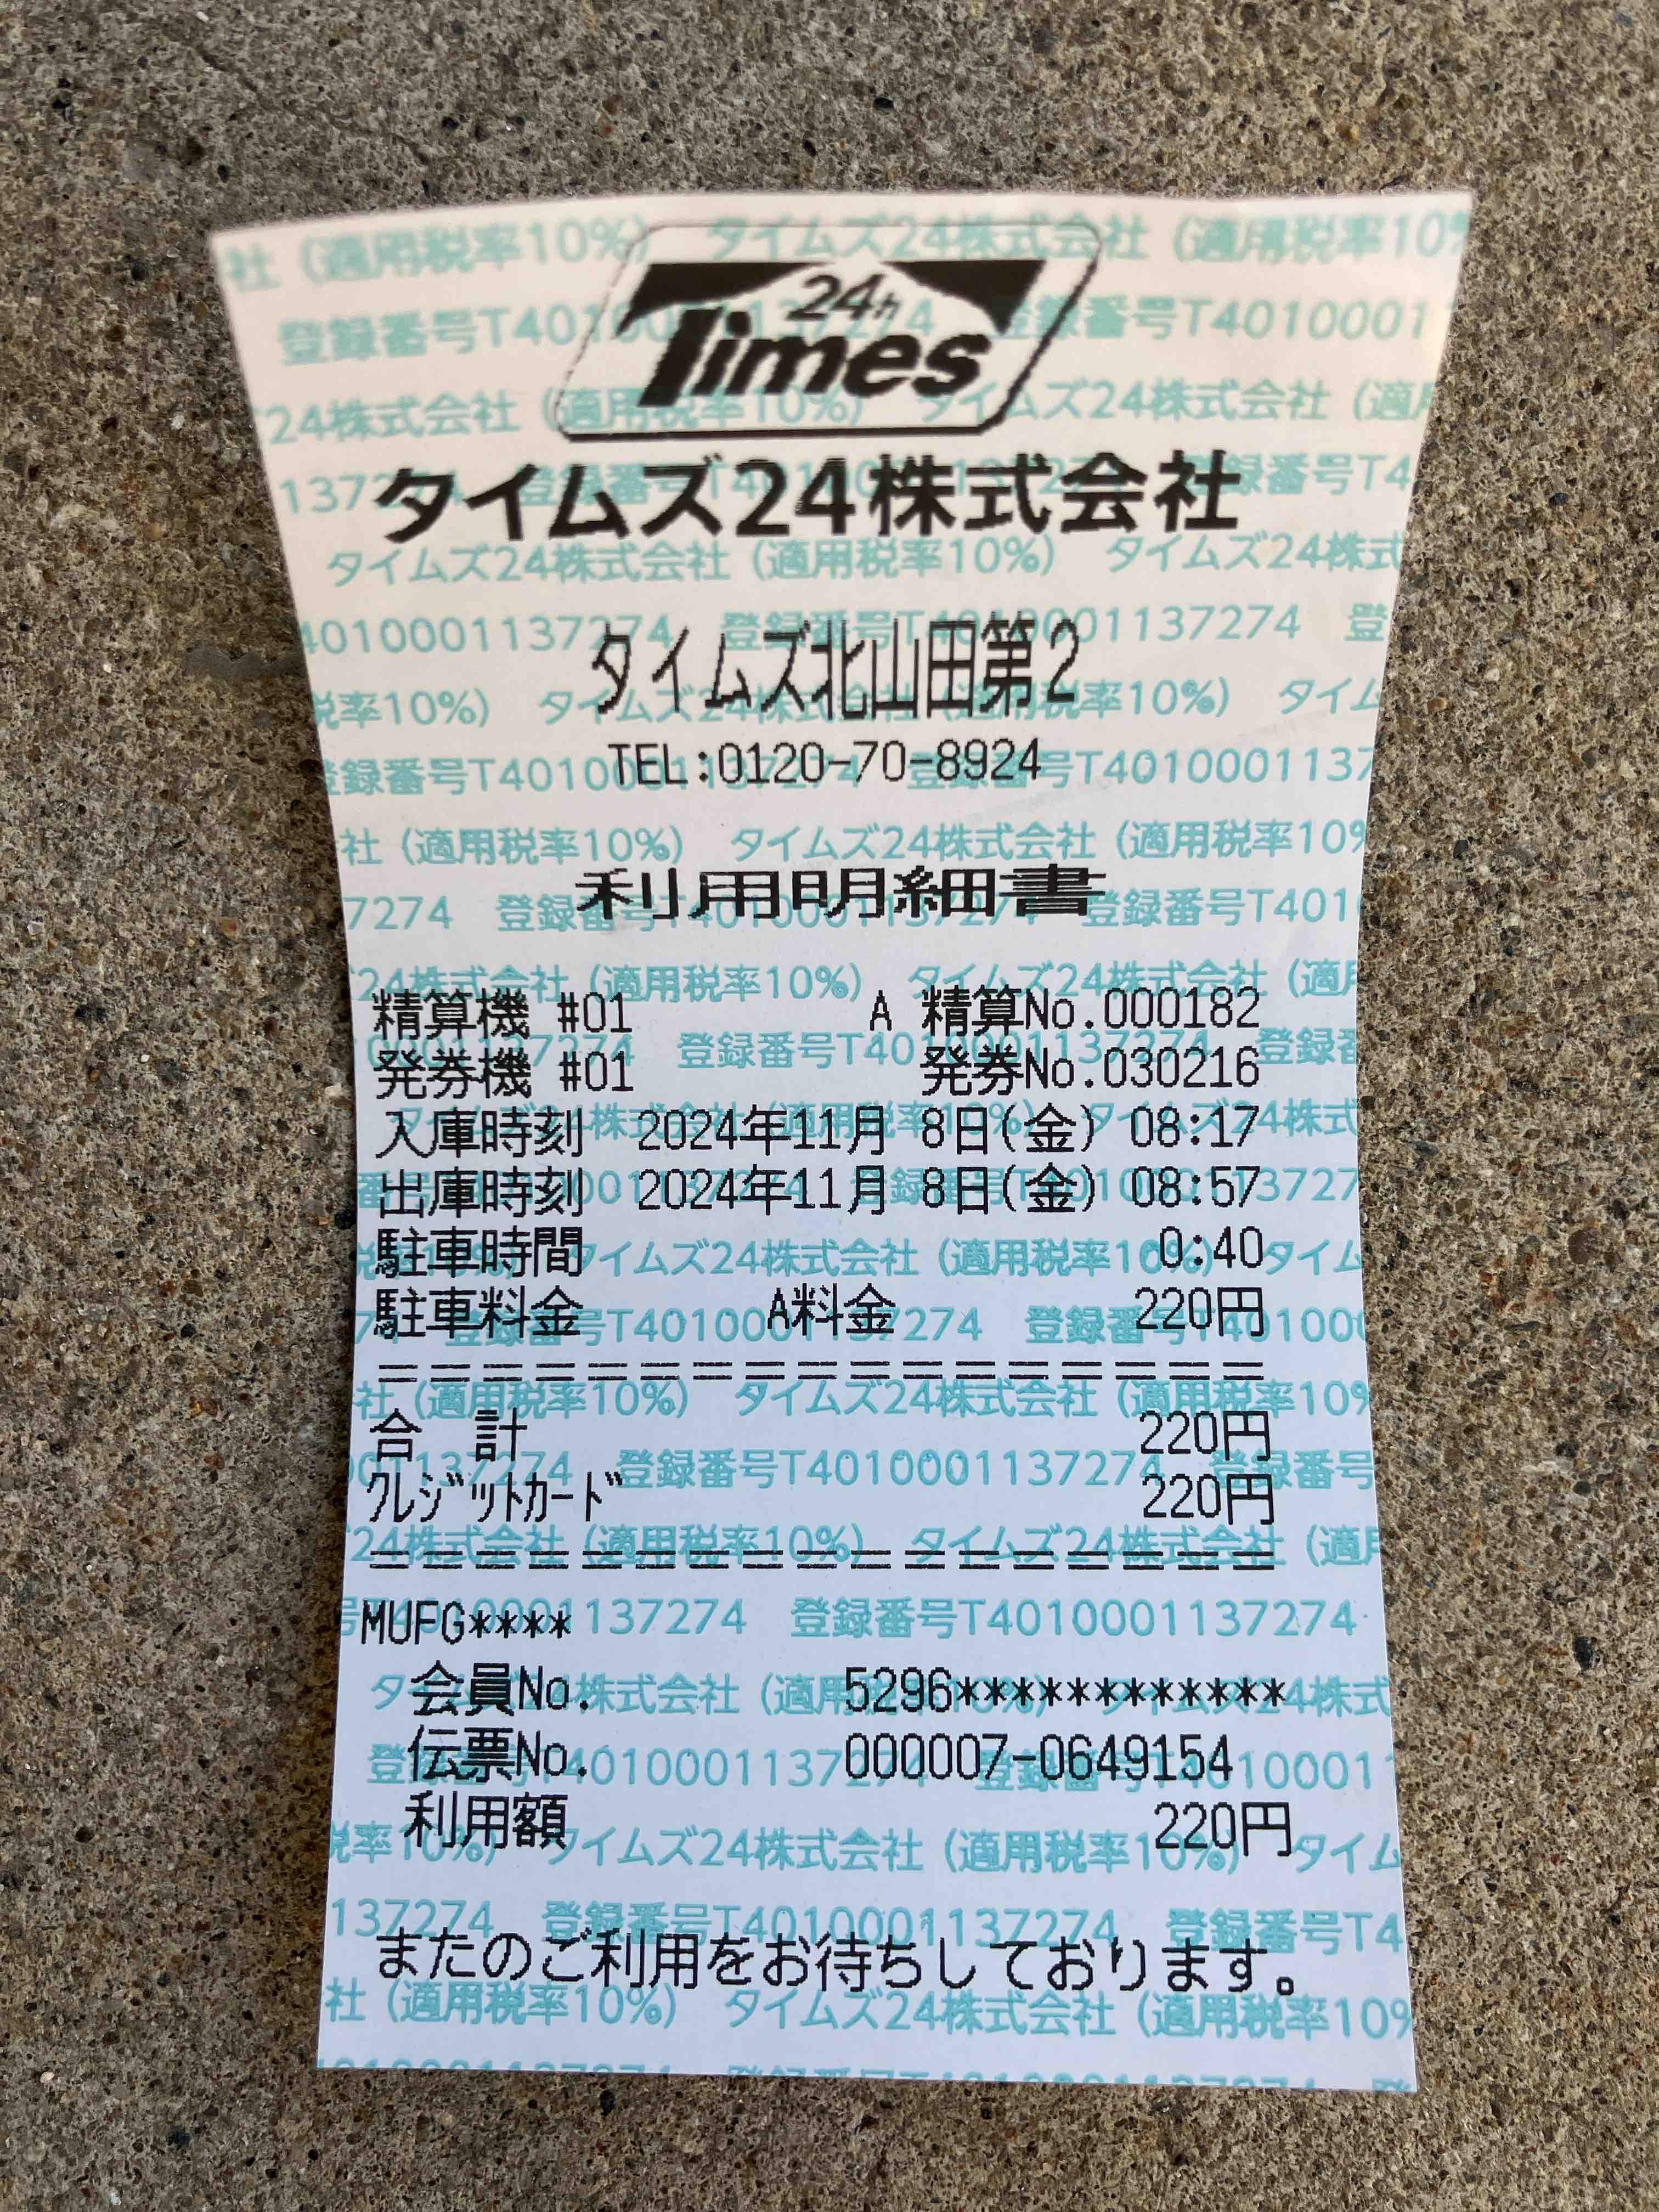 24h
Times
タイムズ24株式会社
タイムズ北山田第2
TEL:0120-70-8924
利用明細書
精算機 #01 A 精算No.000182
発券機 #01 発券No.030216
入庫時刻 2024年11月 8日(金) 08:17
出庫時刻 2024年11月 8日(金) 08:57
駐車時間 0:40
駐車料金 A料金 220円
合 計 220円
クレジットカード 220円
MUFG****
会員No. 5296************
伝票No. 000007-0649154
利用額 220円
またのご利用をお待ちしております。
タイムズ24株式会社（適用税率10%）
登録番号T4010001137274